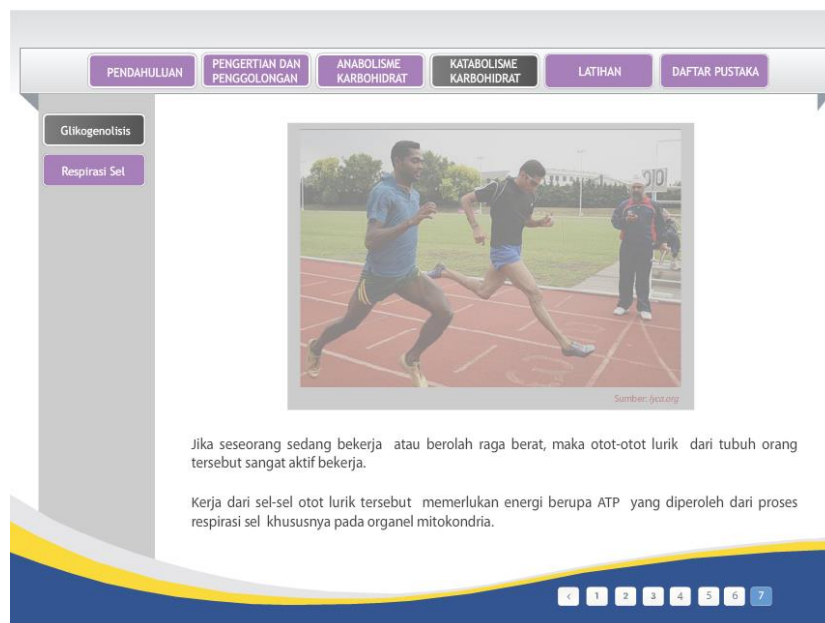 PENDAHULUAN
PENGERTIAN DAN
PENGGOLONGAN
ANABOLISME
KARBOHIDRAT
KATABOLISME
KARBOHIDRAT
LATIHAN
DAFTAR PUSTAKA
Glikogenolisis
Respirasi Sel
Sumber: iyca.org
Jika seseorang sedang bekerja atau berolah raga berat, maka otot-otot lurik dari tubuh orang
tersebut sangat aktif bekerja.
Kerja dari sel-sel otot lurik tersebut memerlukan energi berupa ATP yang diperoleh dari proses
respirasi sel khususnya pada organel mitokondria.
< 1 2 3 4 5 6 7